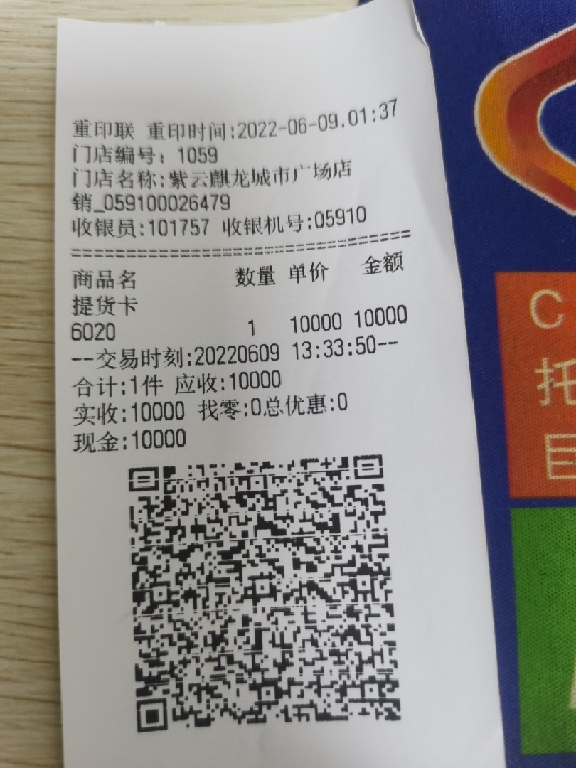 重印联 重印时间:2022-06-09.01:37
门店编号: 1059
门店名称:紫云麒龙城市广场店
销_059100026479
收银员:101757 收银机号:05910
商品名 数量 单价 金额
提货卡
6020 1 10000 10000
--交易时刻:20220609 13:33:50--
合计:1件 应收:10000
实收:10000 找零:0总优惠:0
现金:10000
C
托